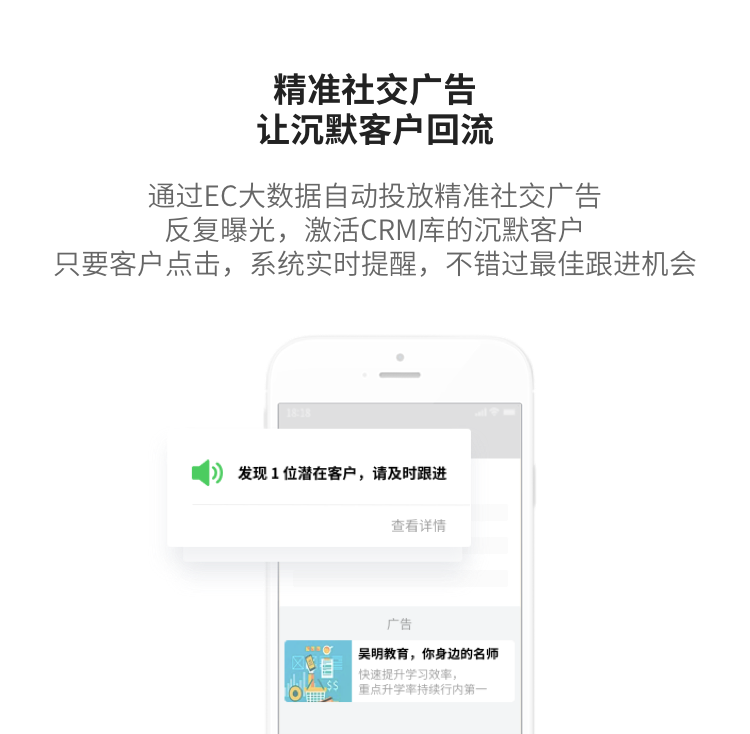 精准社交广告
让沉默客户回流
通过EC大数据自动投放精准社交广告
反复曝光，激活CRM库的沉默客户
只要客户点击，系统实时提醒，不错过最佳跟进机会
发现 1 位潜在客户，请及时跟进
查看详情
广告
吴明教育，你身边的名师
快速提升学习效率，
重点升学率持续行内第一